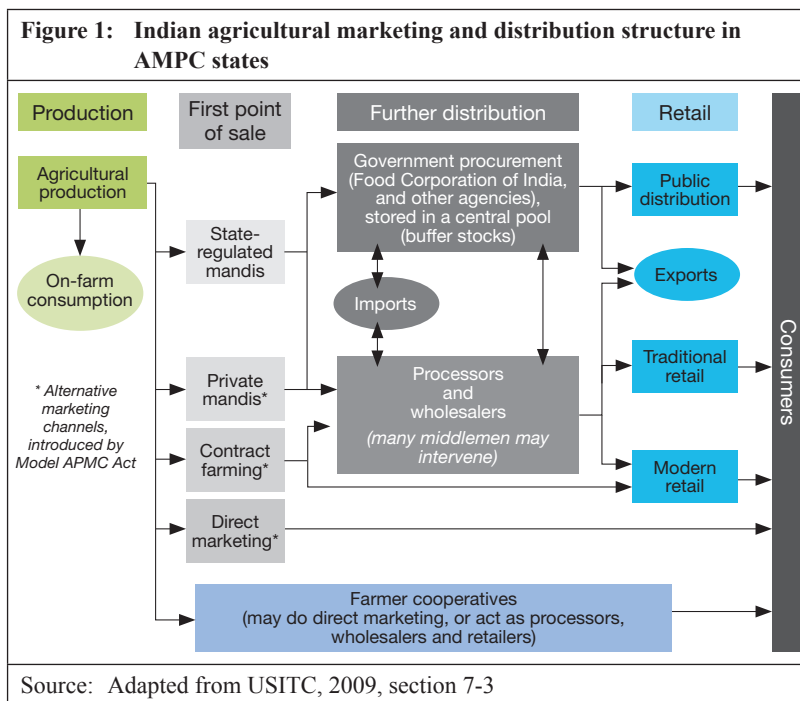 Figure 1: Indian agricultural marketing and distribution structure in
AMPC states
Production
First point
of sale
Further distribution
Retail
Agricultural
production
On-farm
consumption
* Alternative
marketing
channels,
introduced by
Model APMC Act
State-
regulated
mandis
Private
mandis*
Contract
farming*
Direct
marketing*
Government procurement
(Food Corporation of India,
and other agencies),
stored in a central pool
(buffer stocks)
Imports
Processors
and
wholesalers
(many middlemen may
intervene)
Public
distribution
Exports
Traditional
retail
Modern
retail
Consumers
Farmer cooperatives
(may do direct marketing, or act as processors,
wholesalers and retailers)
Source: Adapted from USITC, 2009, section 7-3